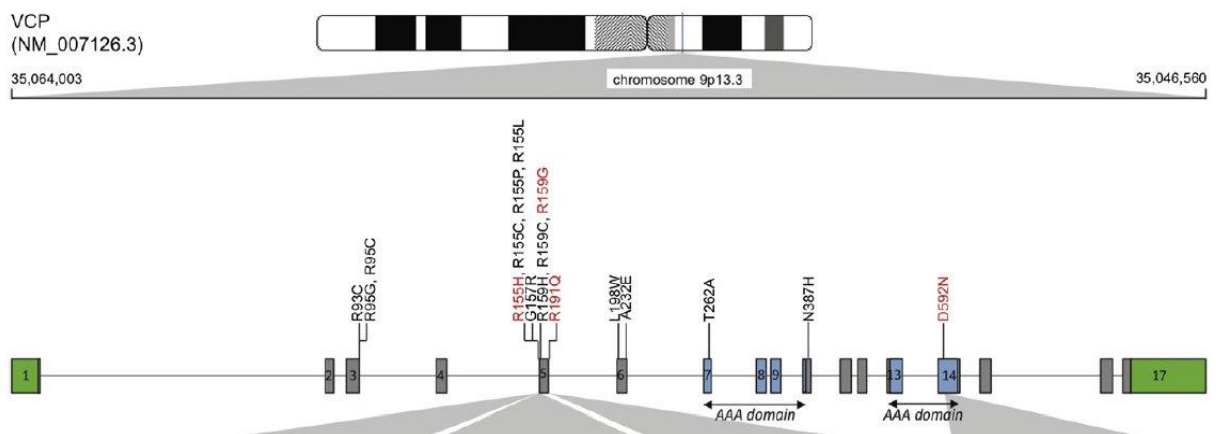 VCP
(NM_007126.3)
chromosome 9p13.3
35,064,003
35,046,560
R93C
R95G, R95C
R155H, R155C, R155P, R155L
G157R
R159H, R159C, R159G
R191Q
L198W
A232E
T262A
N387H
D592N
1
2
3
4
5
6
7
8
9
13
14
17
AAA domain
AAA domain